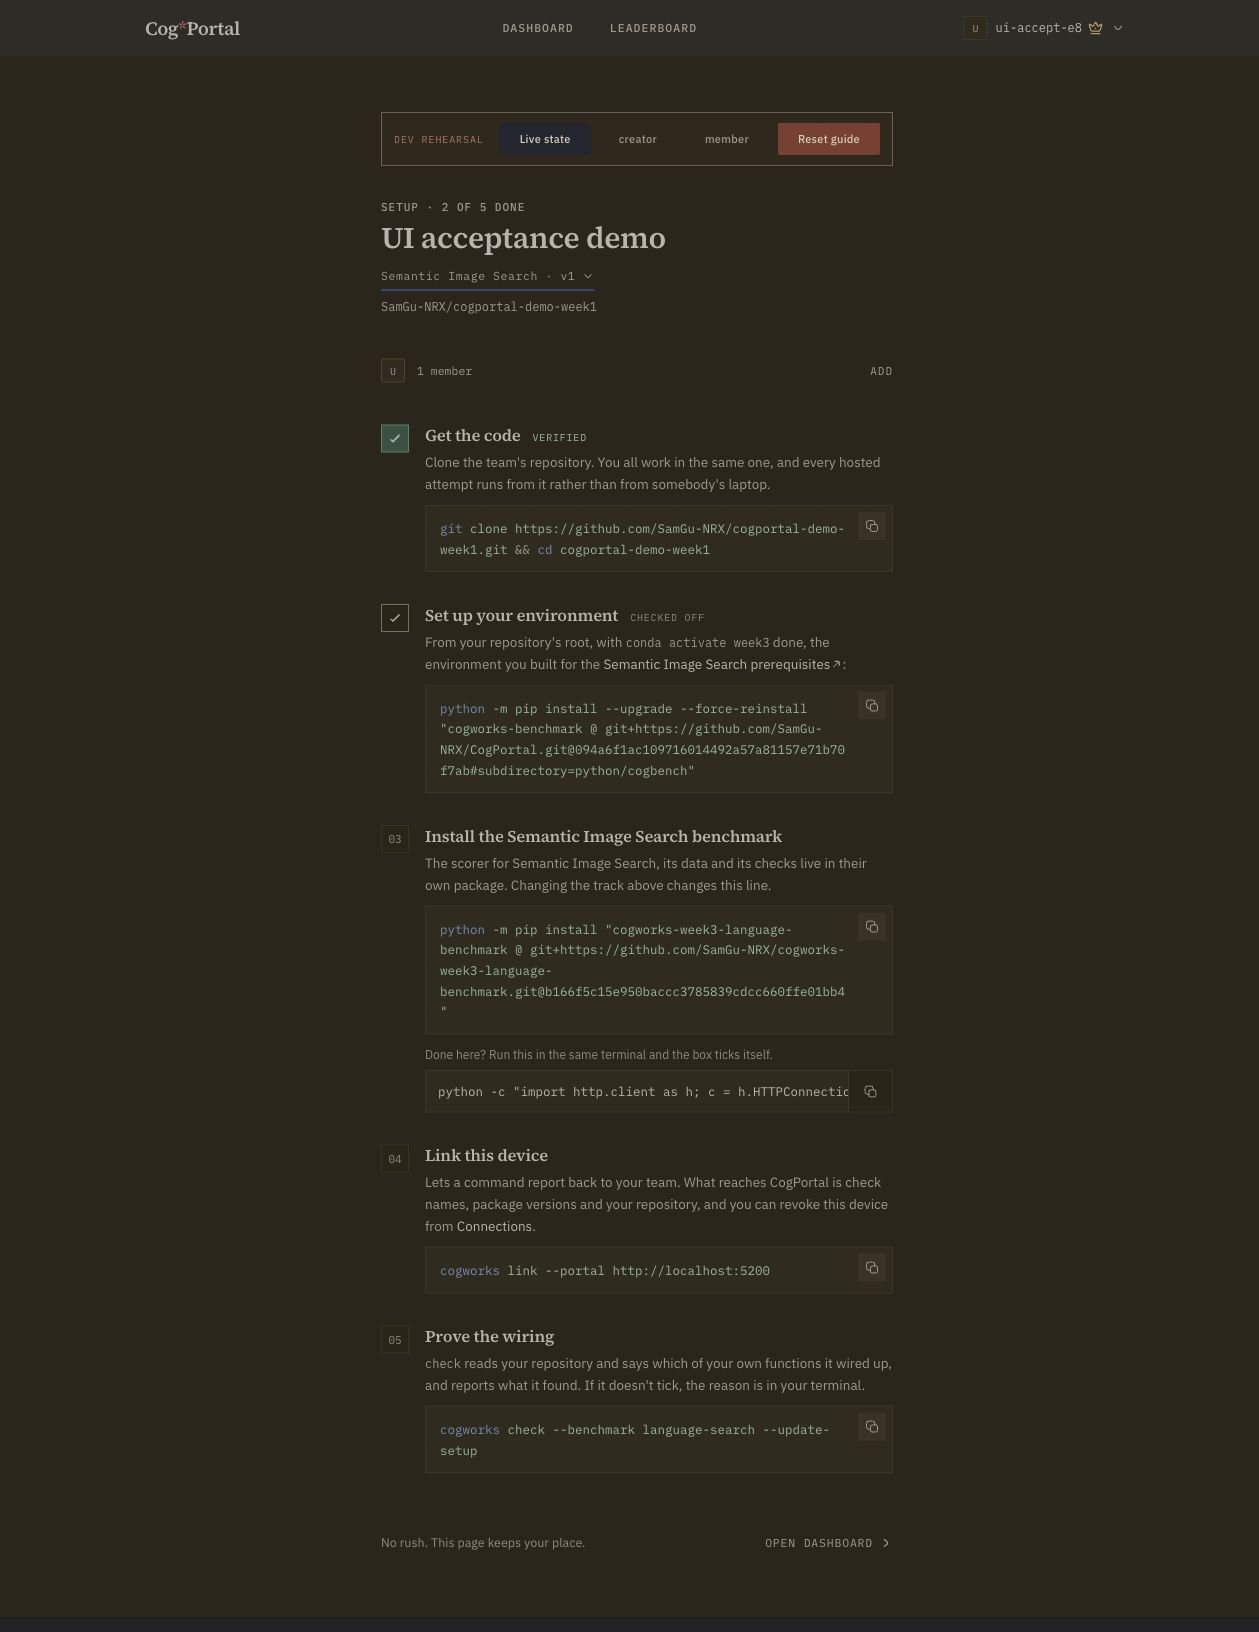 Cog*Portal
DASHBOARD
LEADERBOARD
U
ui-accept-e8
DEV REHEARSAL
Live state
creator
member
Reset guide
SETUP · 2 OF 5 DONE
UI acceptance demo
Semantic Image Search · v1
SamGu-NRX/cogportal-demo-week1
U
1 member
ADD
Get the code VERIFIED
Clone the team's repository. You all work in the same one, and every hosted
attempt runs from it rather than from somebody's laptop.
git clone https://github.com/SamGu-NRX/cogportal-demo-
week1.git && cd cogportal-demo-week1
Set up your environment CHECKED OFF
From your repository's root, with conda activate week3 done, the
environment you built for the Semantic Image Search prerequisites↗:
python -m pip install --upgrade --force-reinstall
"cogworks-benchmark @ git+https://github.com/SamGu-
NRX/CogPortal.git@094a6f1ac109716014492a57a81157e71b70
f7ab#subdirectory=python/cogbench"
03
Install the Semantic Image Search benchmark
The scorer for Semantic Image Search, its data and its checks live in their
own package. Changing the track above changes this line.
python -m pip install "cogworks-week3-language-
benchmark @ git+https://github.com/SamGu-NRX/cogworks-
week3-language-
benchmark.git@b166f5c15e950baccc3785839cdcc660ffe01bb4
"
Done here? Run this in the same terminal and the box ticks itself.
python -c "import http.client as h; c = h.HTTPConnectio
04
Link this device
Lets a command report back to your team. What reaches CogPortal is check
names, package versions and your repository, and you can revoke this device
from Connections.
cogworks link --portal http://localhost:5200
05
Prove the wiring
check reads your repository and says which of your own functions it wired up,
and reports what it found. If it doesn't tick, the reason is in your terminal.
cogworks check --benchmark language-search --update-
setup
No rush. This page keeps your place.
OPEN DASHBOARD